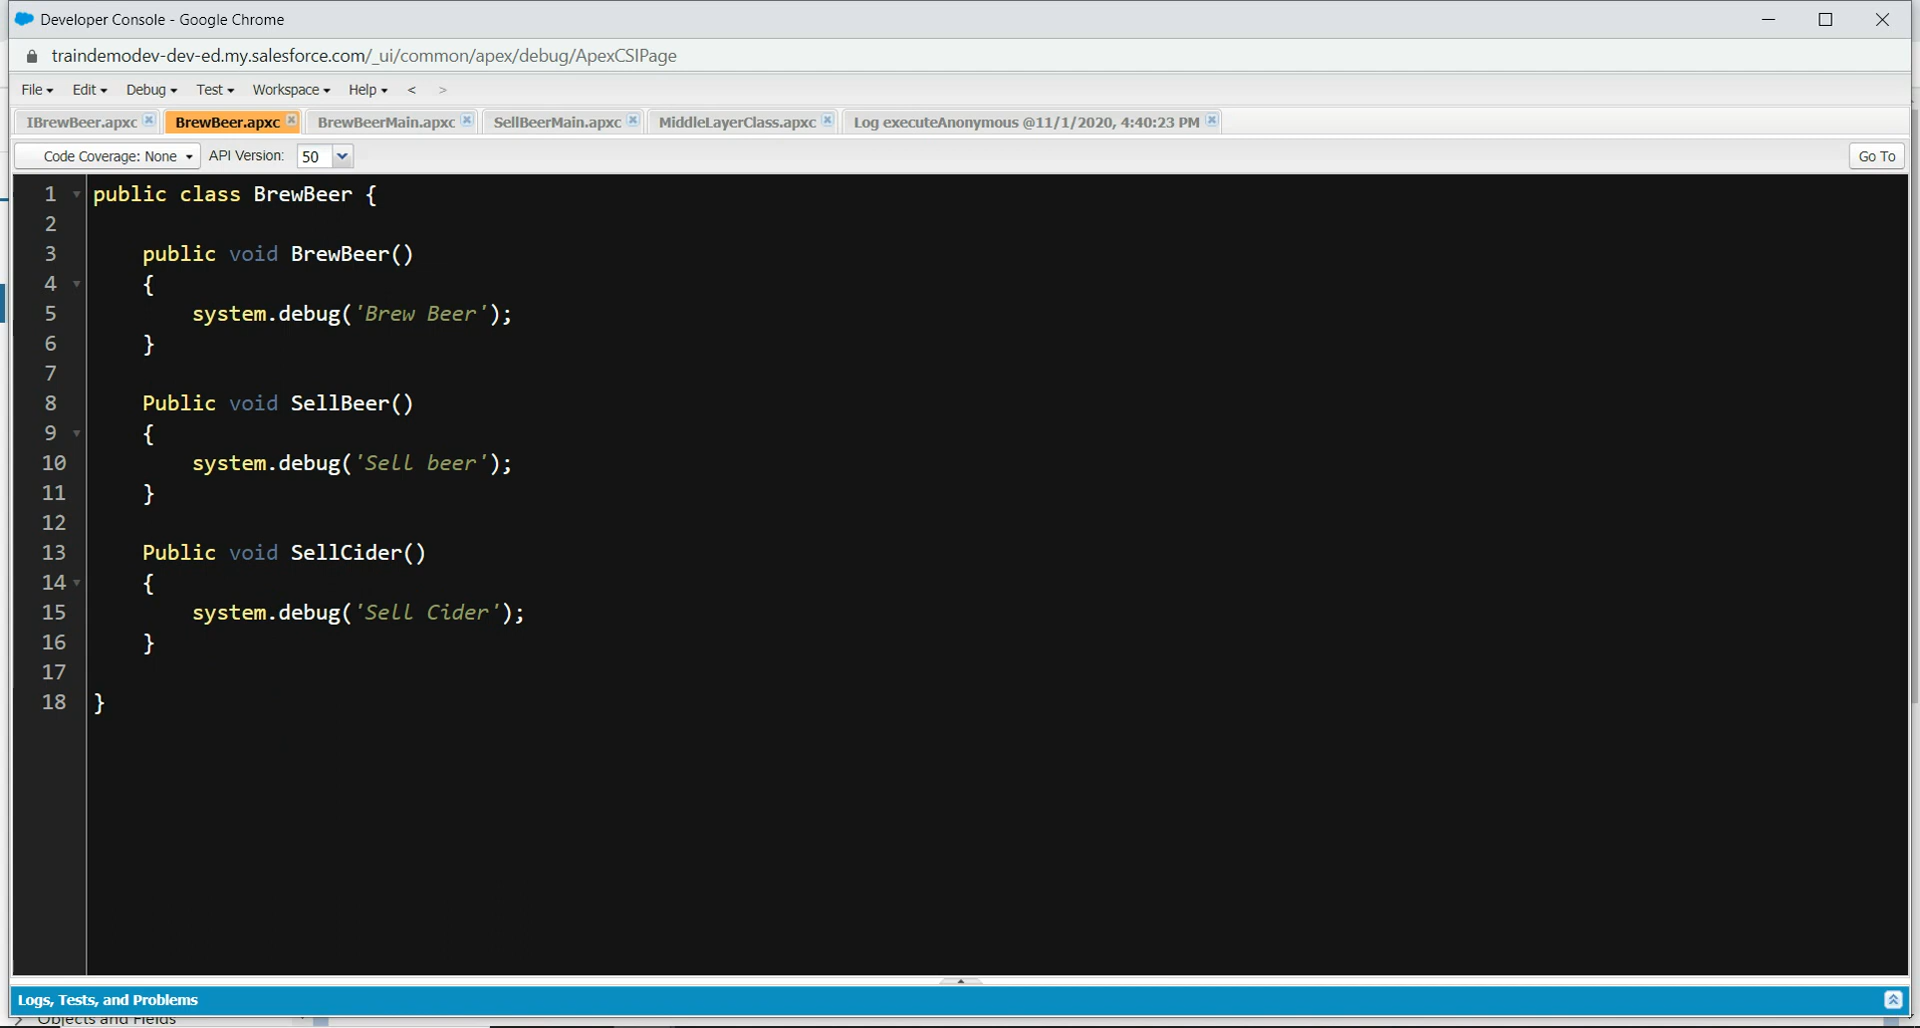 Developer Console - Google Chrome
traindemodev-dev-ed.my.salesforce.com/_ui/common/apex/debug/ApexCSIPage
File Edit Debug Test Workspace Help < >
IBrewBeer.apxc BrewBeer.apxc BrewBeerMain.apxc SellBeerMain.apxc MiddleLayerClass.apxc Log executeAnonymous @11/1/2020, 4:40:23 PM
Code Coverage: None API Version: 50 Go To
1 public class BrewBeer {
2
3 public void BrewBeer()
4 {
5 system.debug('Brew Beer');
6 }
7
8 Public void SellBeer()
9 {
10 system.debug('Sell beer');
11 }
12
13 Public void SellCider()
14 {
15 system.debug('Sell Cider');
16 }
17
18 }
Logs, Tests, and Problems
Objects and Fields